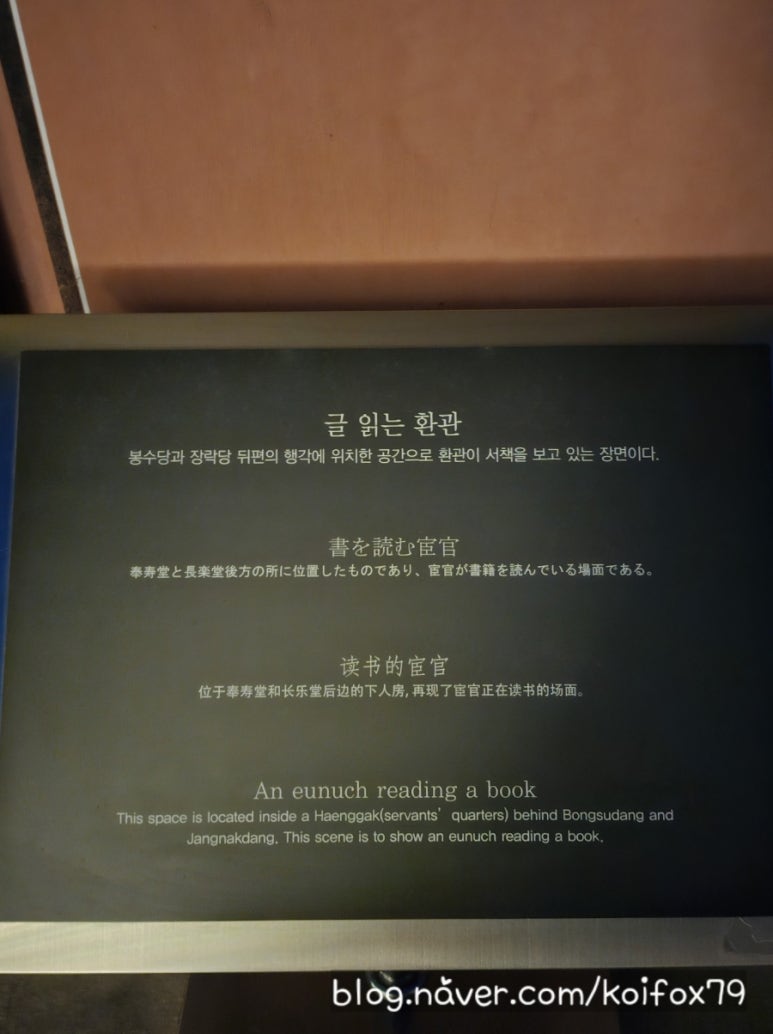 글 읽는 환관
봉수당과 장락당 뒤편의 행각에 위치한 공간으로 환관이 서책을 보고 있는 장면이다.
書を読む宦官
奉寿堂と長楽堂後方の所に位置したものであり、宦官が書籍を読んでいる場面である。
读书的宦官
位于奉寿堂和长乐堂后边的下人房,再现了宦官正在读书的场面。
An eunuch reading a book
This space is located inside a Haenggak(servants' quarters) behind Bongsudang and
Jangnakdang. This scene is to show an eunuch reading a book.
blog.naver.com/koifox79